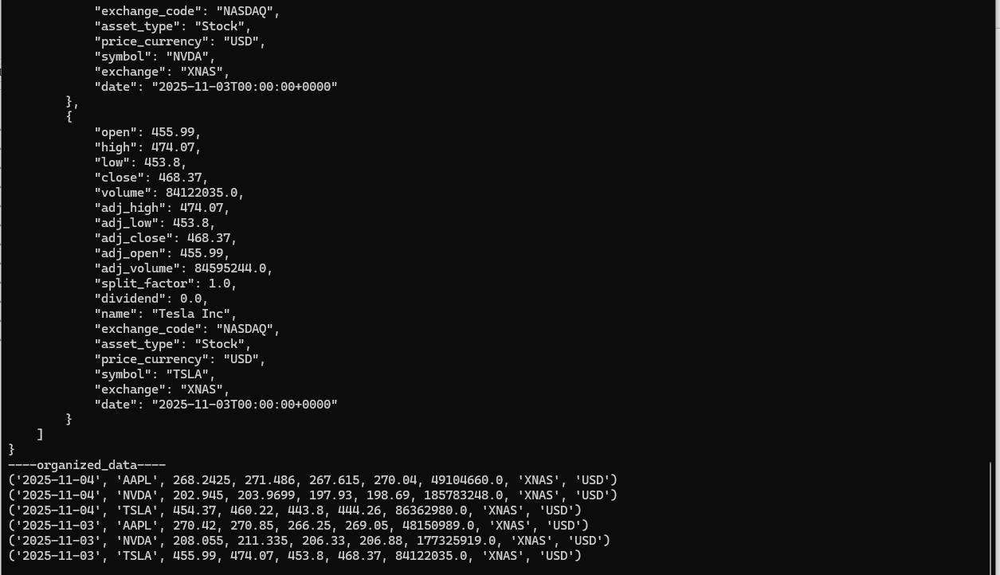 "exchange_code": "NASDAQ",
"asset_type": "Stock",
"price_currency": "USD",
"symbol": "NVDA",
"exchange": "XNAS",
"date": "2025-11-03T00:00:00+0000"
},
{
"open": 455.99,
"high": 474.07,
"low": 453.8,
"close": 468.37,
"volume": 84122035.0,
"adj_high": 474.07,
"adj_low": 453.8,
"adj_close": 468.37,
"adj_open": 455.99,
"adj_volume": 84595244.0,
"split_factor": 1.0,
"dividend": 0.0,
"name": "Tesla Inc",
"exchange_code": "NASDAQ",
"asset_type": "Stock",
"price_currency": "USD",
"symbol": "TSLA",
"exchange": "XNAS",
"date": "2025-11-03T00:00:00+0000"
}
]
}
----organized_data----
('2025-11-04', 'AAPL', 268.2425, 271.486, 267.615, 270.04, 49104660.0, 'XNAS', 'USD')
('2025-11-04', 'NVDA', 202.945, 203.9699, 197.93, 198.69, 185783248.0, 'XNAS', 'USD')
('2025-11-04', 'TSLA', 454.37, 460.22, 443.8, 444.26, 86362980.0, 'XNAS', 'USD')
('2025-11-03', 'AAPL', 270.42, 270.85, 266.25, 269.05, 48150989.0, 'XNAS', 'USD')
('2025-11-03', 'NVDA', 208.055, 211.335, 206.33, 206.88, 177325919.0, 'XNAS', 'USD')
('2025-11-03', 'TSLA', 455.99, 474.07, 453.8, 468.37, 84122035.0, 'XNAS', 'USD')